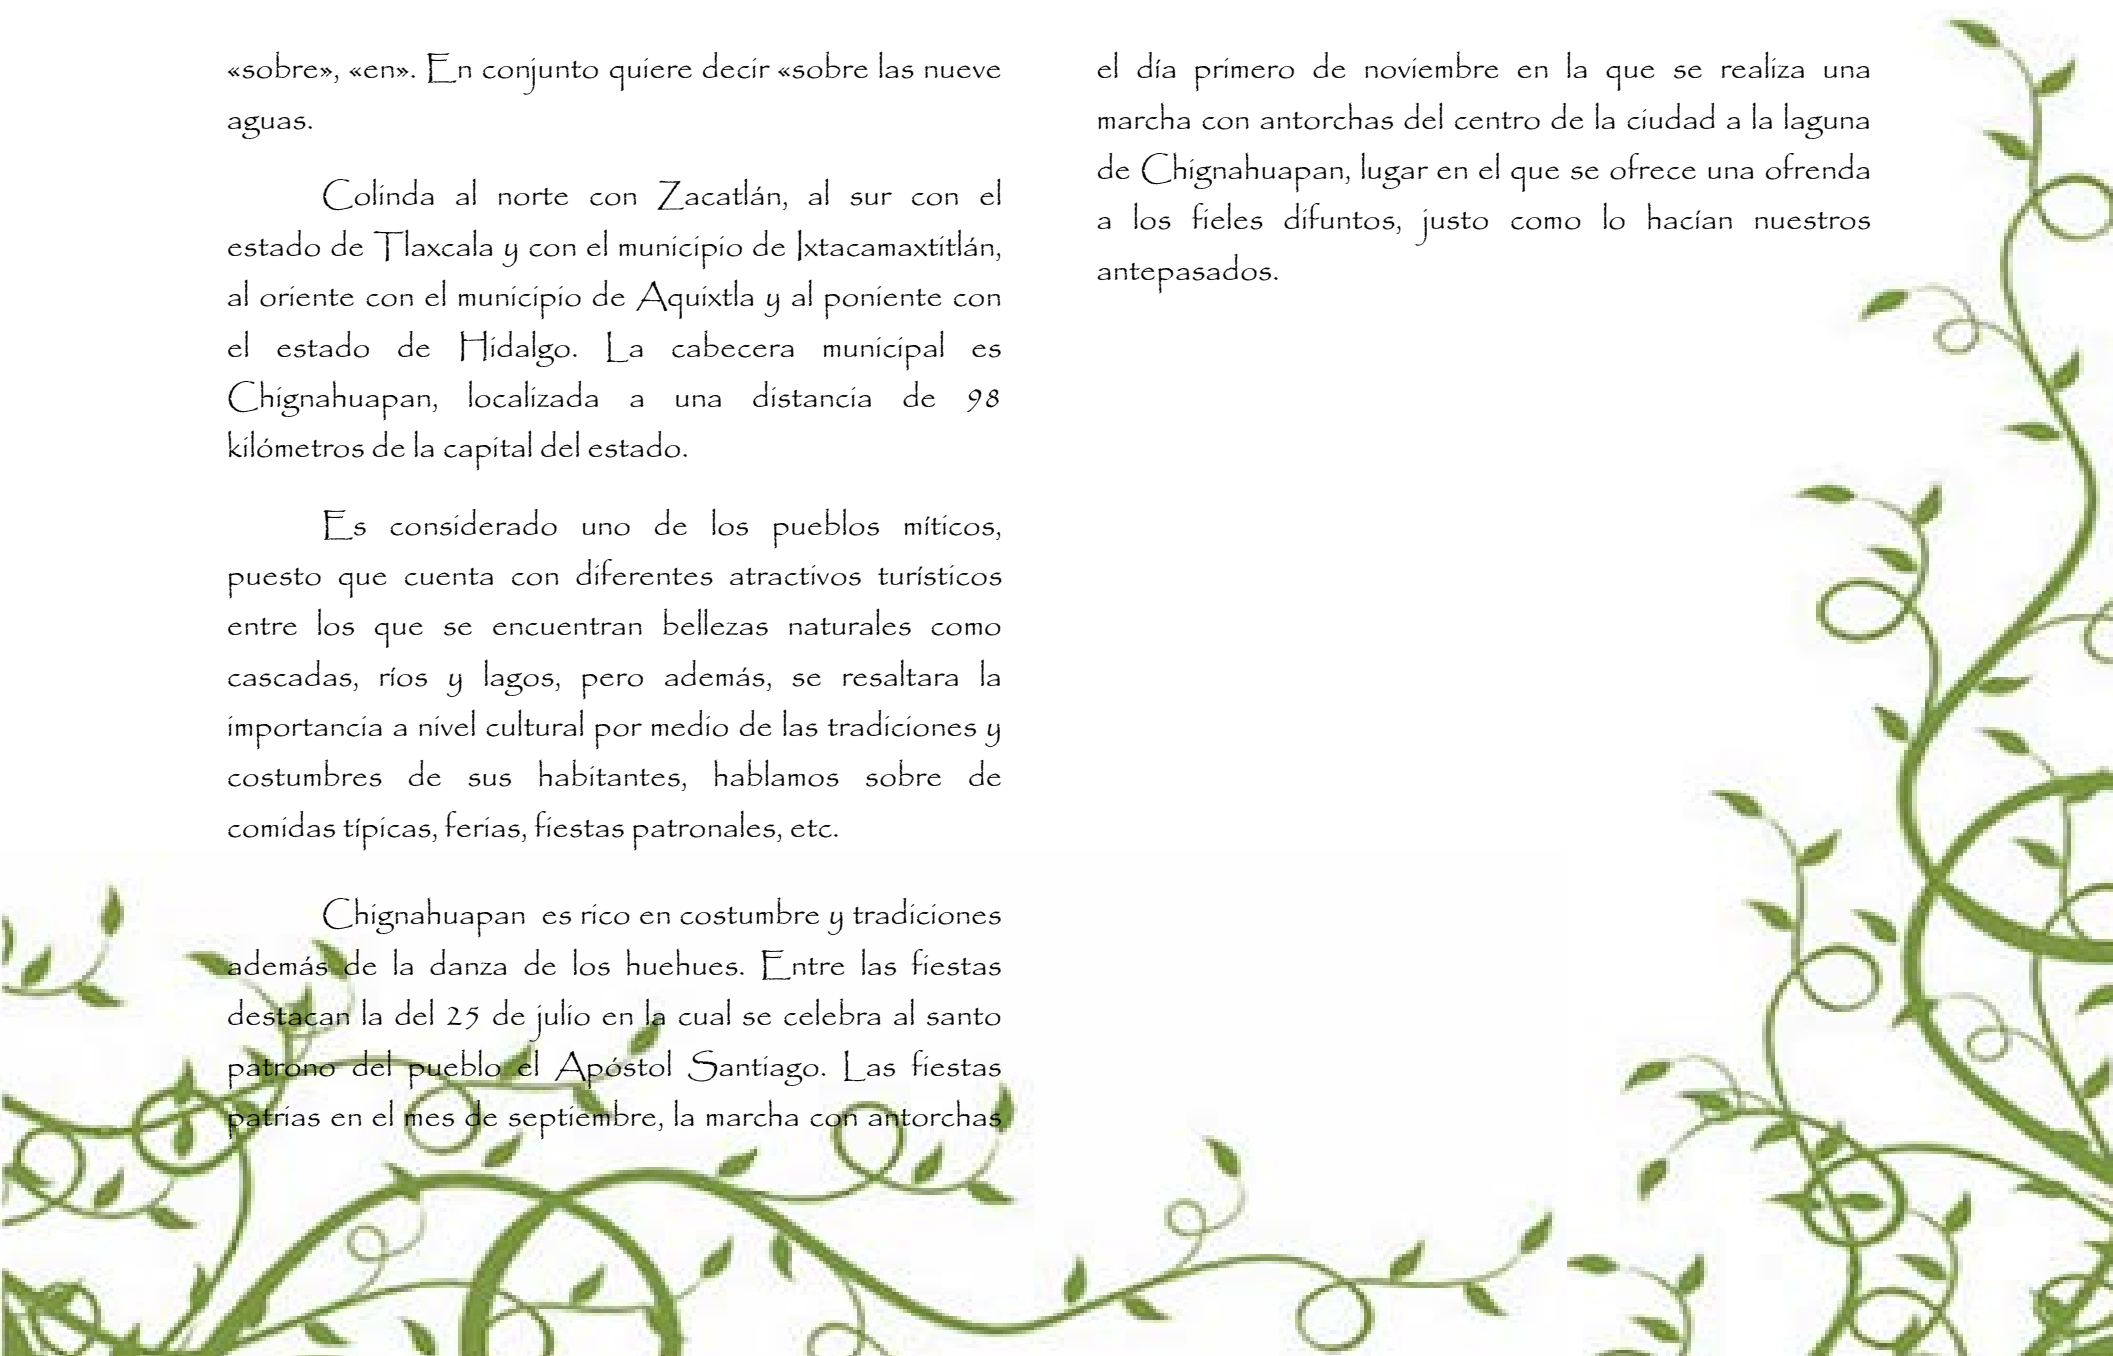 «sobre», «en». En conjunto quiere decir «sobre las nueve
aguas.
Colinda al norte con Zacatlán, al sur con el
estado de Tlaxcala y con el municipio de Ixtacamaxtitlán,
al oriente con el municipio de Aquixtla y al poniente con
el estado de Hidalgo. La cabecera municipal es
Chignahuapan, localizada a una distancia de 98
kilómetros de la capital del estado.
Es considerado uno de los pueblos míticos,
puesto que cuenta con diferentes atractivos turísticos
entre los que se encuentran bellezas naturales como
cascadas, ríos y lagos, pero además, se resaltara la
importancia a nivel cultural por medio de las tradiciones y
costumbres de sus habitantes, hablamos sobre de
comidas típicas, ferias, fiestas patronales, etc.
Chignahuapan es rico en costumbre y tradiciones
además de la danza de los huehues. Entre las fiestas
destacan la del 25 de julio en la cual se celebra al santo
patrono del pueblo el Apóstol Santiago. Las fiestas
patrias en el mes de septiembre, la marcha con antorchas
el día primero de noviembre en la que se realiza una
marcha con antorchas del centro de la ciudad a la laguna
de Chignahuapan, lugar en el que se ofrece una ofrenda
a los fieles difuntos, justo como lo hacían nuestros
antepasados.